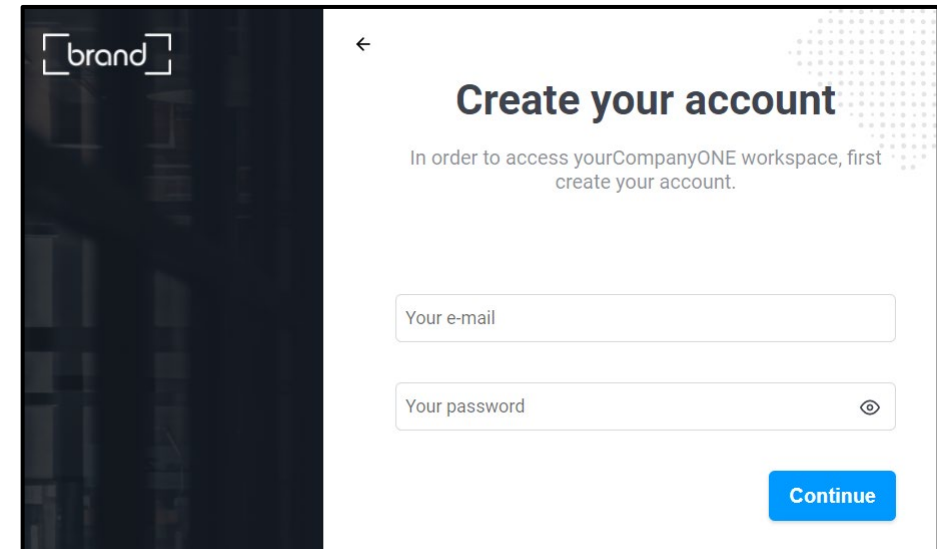 brand
Create your account
In order to access yourCompanyONE workspace, first
create your account.
Your e-mail
Your password
Continue